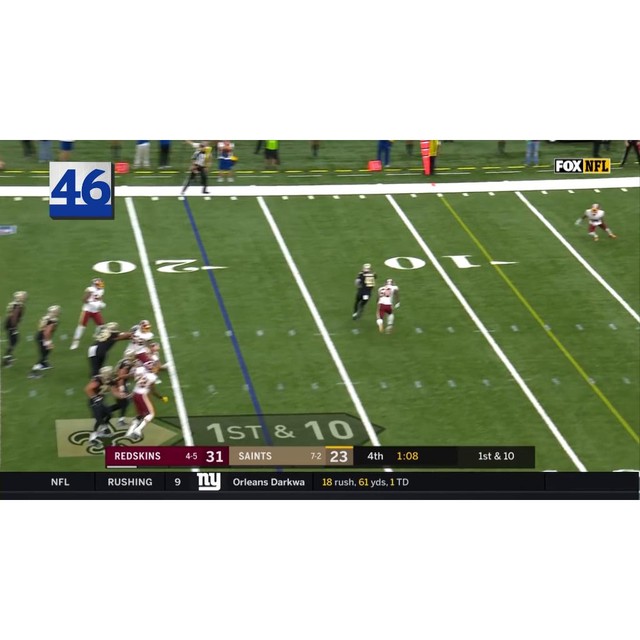 46
FOX NFL
20
10
1ST & 10
REDSKINS 4-5 31 SAINTS 7-2 23 4th 1:08 1st & 10
NFL RUSHING 9 ny Orleans Darkwa 18 rush, 61 yds, 1 TD